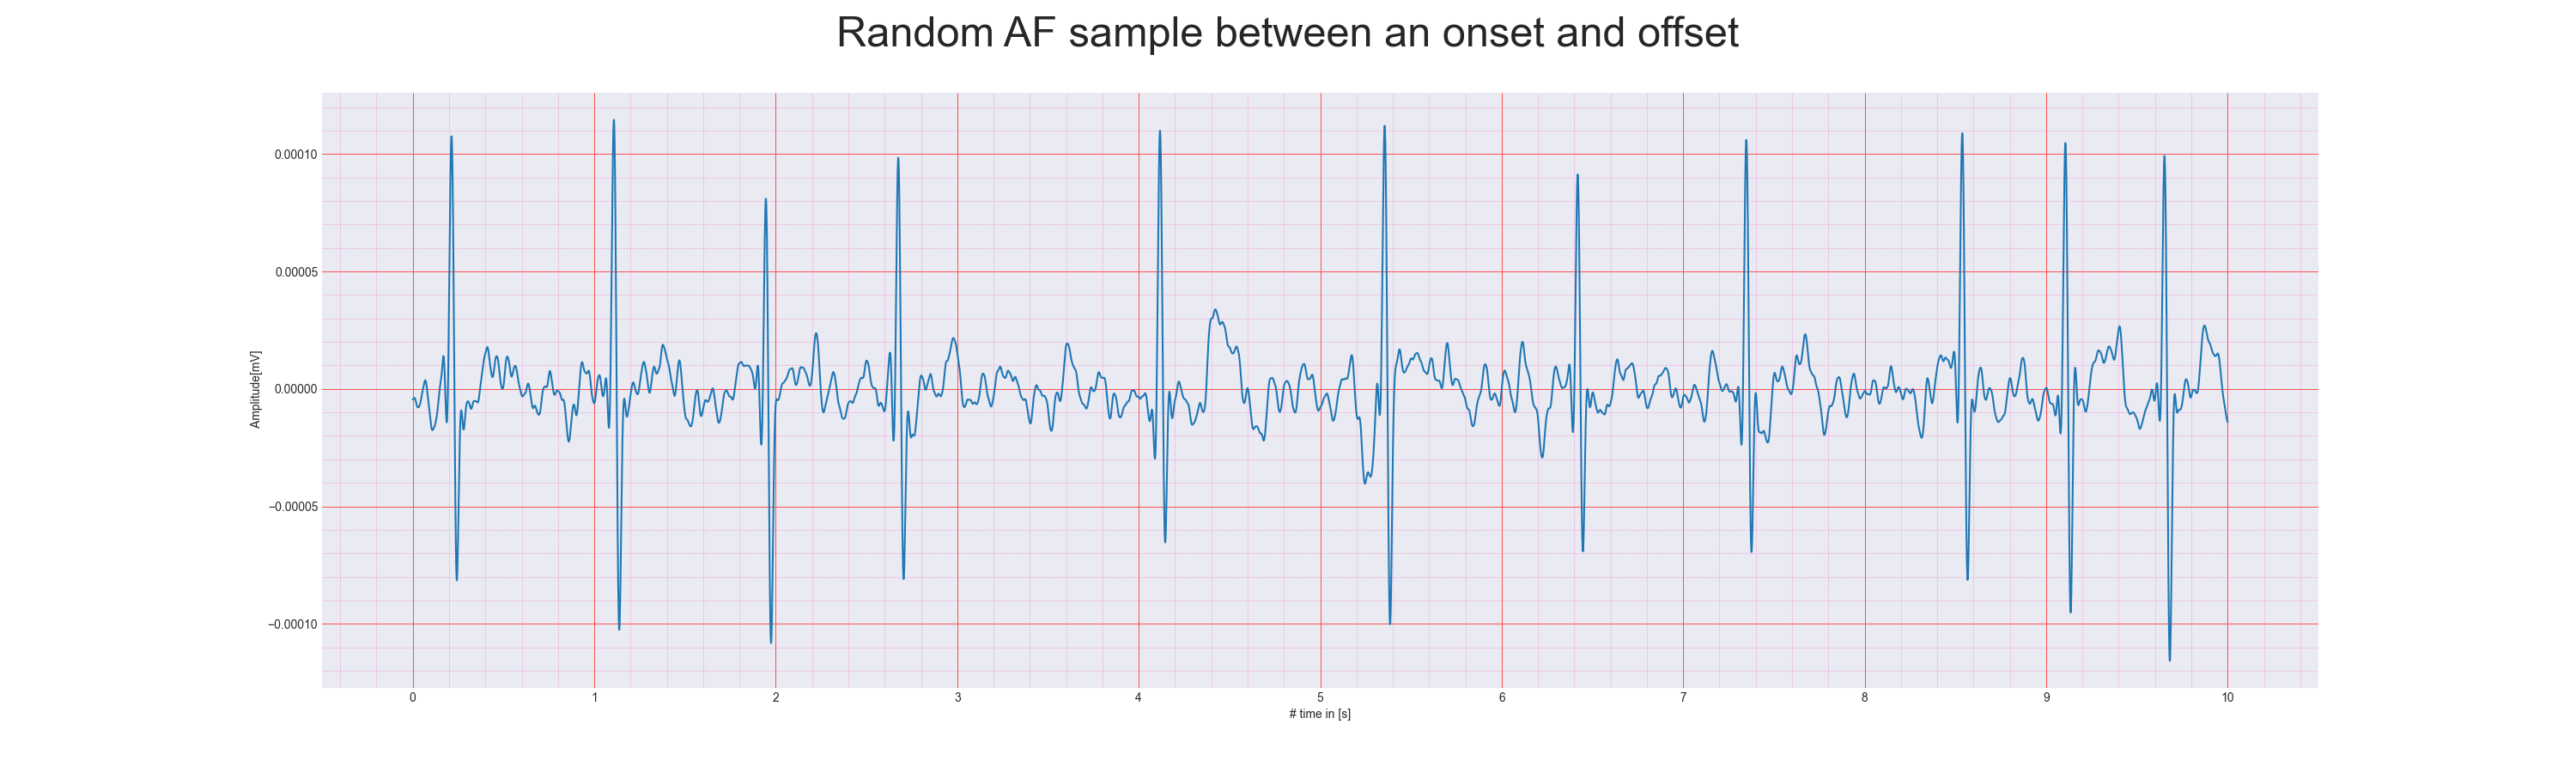 Random AF sample between an onset and offset
Amplitude[mV]
0.00010
0.00005
0.00000
−0.00005
−0.00010
0 1 2 3 4 5 6 7 8 9 10
# time in [s]